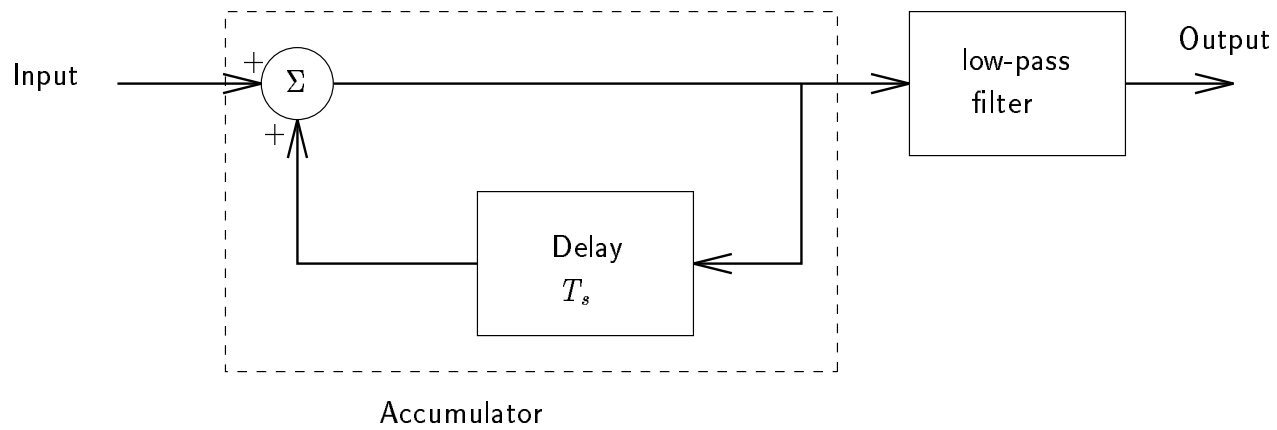 Input
+
Σ
+
Delay
T_s
Accumulator
low-pass
filter
Output